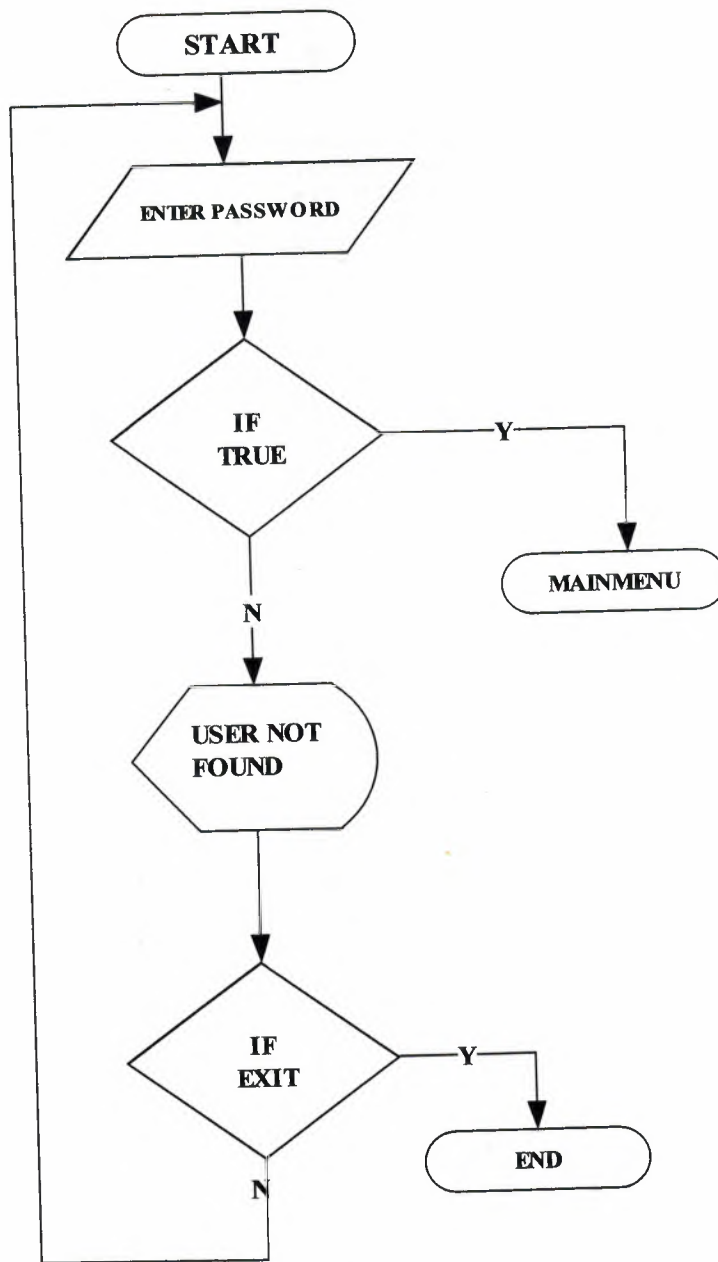 START
ENTER PASSWORD
IF
TRUE
Y
MAINMENU
N
USER NOT
FOUND
IF
EXIT
Y
END
N